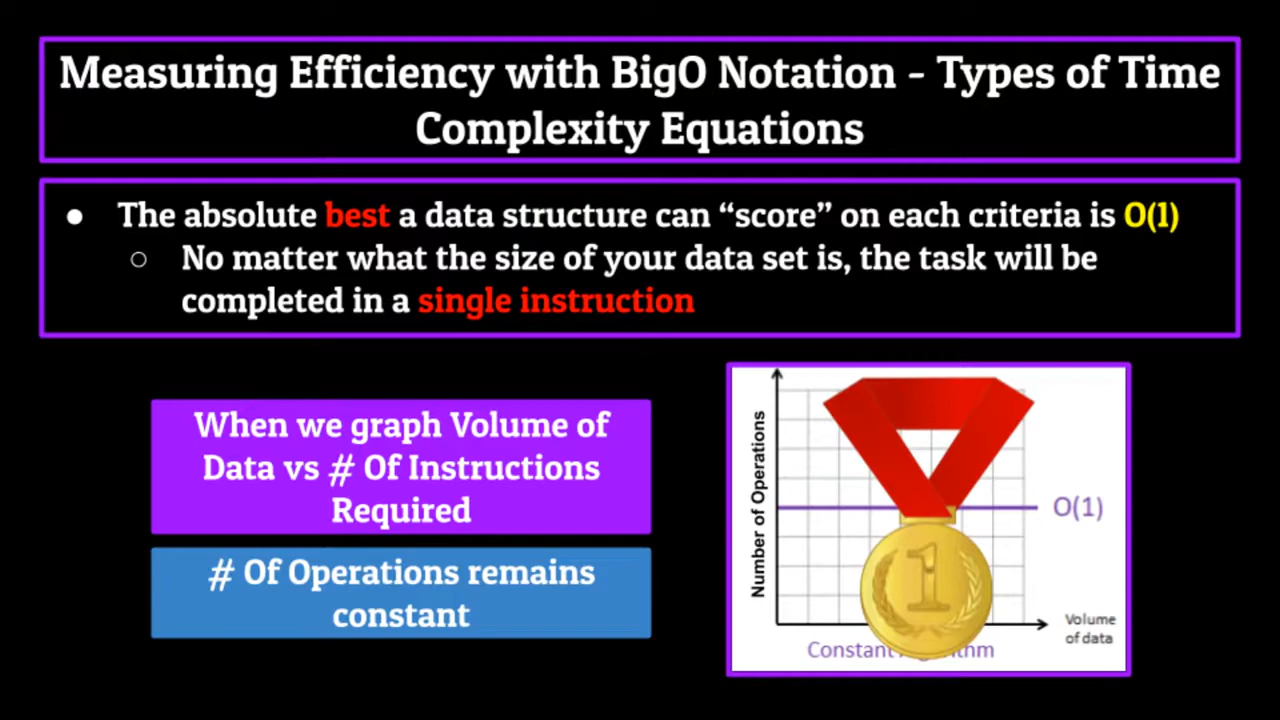 Measuring Efficiency with BigO Notation - Types of Time
Complexity Equations
● The absolute best a data structure can “score” on each criteria is O(1)
○ No matter what the size of your data set is, the task will be
completed in a single instruction
When we graph Volume of
Data vs # Of Instructions
Required
# Of Operations remains
constant
Number of Operations
O(1)
1
Volume
of data
Constant